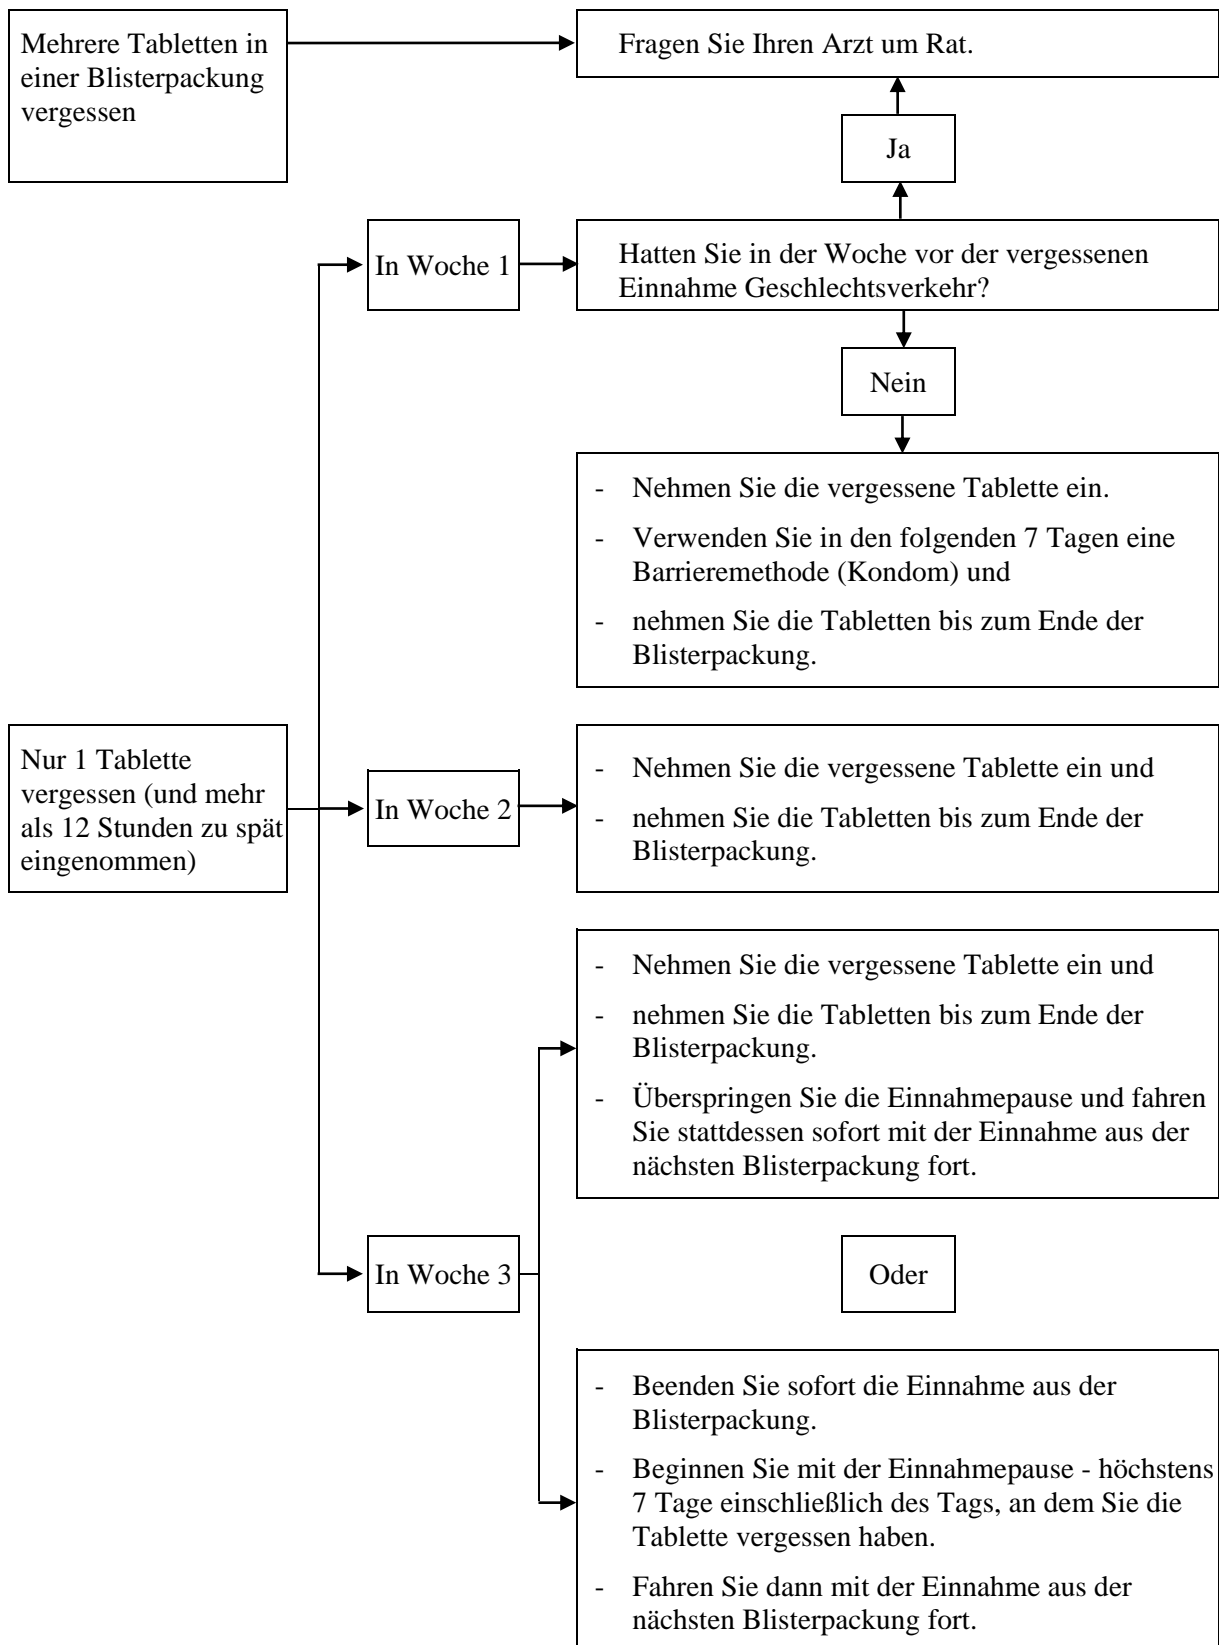 Mehrere Tabletten in
einer Blisterpackung
vergessen
Fragen Sie Ihren Arzt um Rat.
Ja
In Woche 1
Hatten Sie in der Woche vor der vergessenen
Einnahme Geschlechtsverkehr?
Nein
- Nehmen Sie die vergessene Tablette ein.
- Verwenden Sie in den folgenden 7 Tagen eine
Barrieremethode (Kondom) und
- nehmen Sie die Tabletten bis zum Ende der
Blisterpackung.
Nur 1 Tablette
vergessen (und mehr
als 12 Stunden zu spät
eingenommen)
In Woche 2
- Nehmen Sie die vergessene Tablette ein und
- nehmen Sie die Tabletten bis zum Ende der
Blisterpackung.
- Nehmen Sie die vergessene Tablette ein und
- nehmen Sie die Tabletten bis zum Ende der
Blisterpackung.
- Überspringen Sie die Einnahmepause und fahren
Sie stattdessen sofort mit der Einnahme aus der
nächsten Blisterpackung fort.
In Woche 3
Oder
- Beenden Sie sofort die Einnahme aus der
Blisterpackung.
- Beginnen Sie mit der Einnahmepause - höchstens
7 Tage einschließlich des Tags, an dem Sie die
Tablette vergessen haben.
- Fahren Sie dann mit der Einnahme aus der
nächsten Blisterpackung fort.